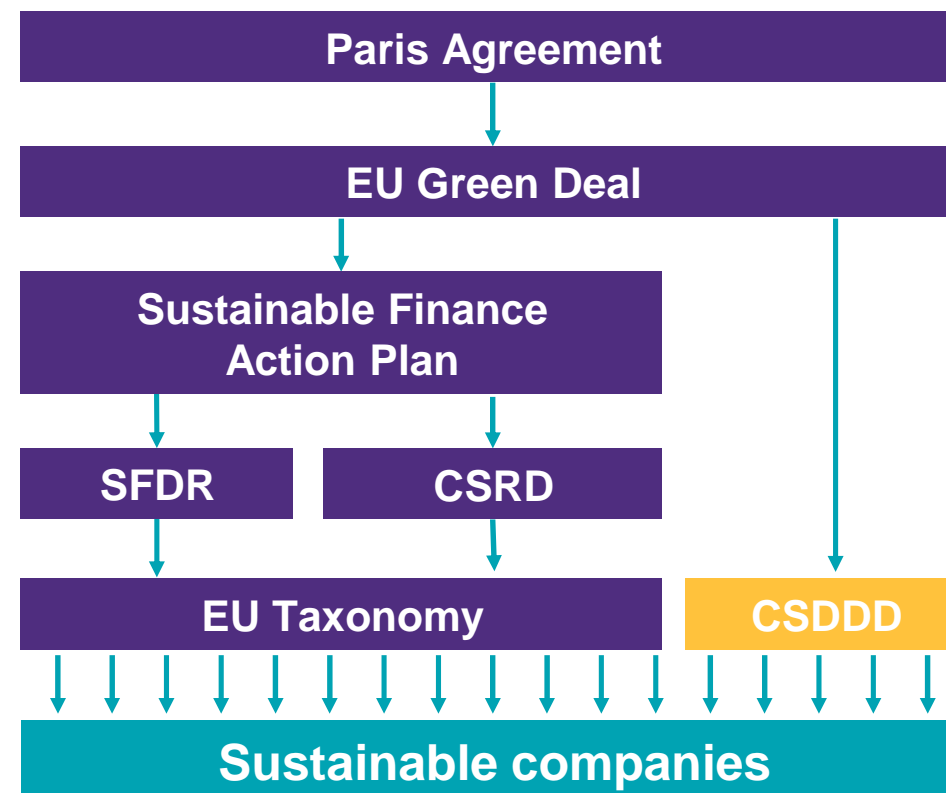 Paris Agreement
EU Green Deal
Sustainable Finance
Action Plan
SFDR
CSRD
EU Taxonomy
CSDDD
Sustainable companies